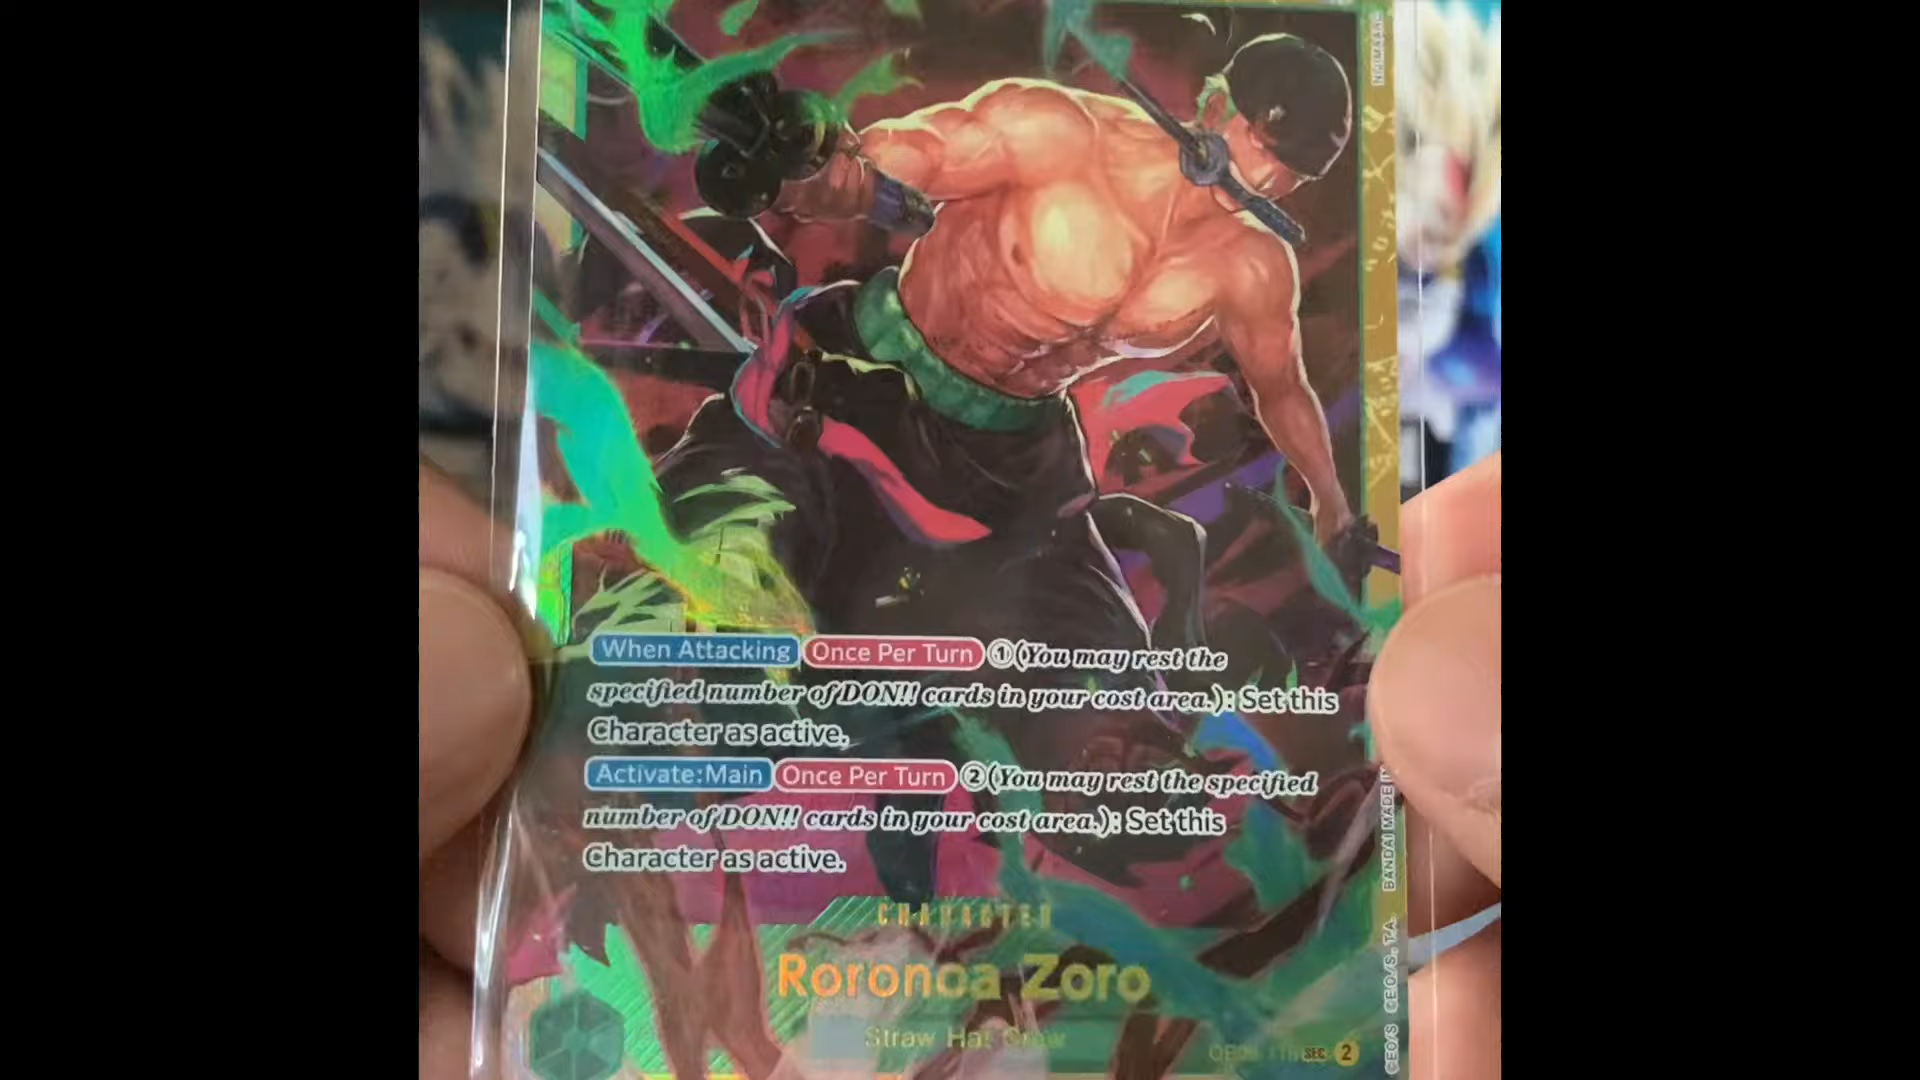 When Attacking Once Per Turn ①(You may rest the
specified number of DON!! cards in your cost area.): Set this
Character as active.
Activate:Main Once Per Turn ②(You may rest the specified
number of DON!! cards in your cost area.): Set this
Character as active.
CHARACTER
Roronoa Zoro
Straw Hat Crew
SEC 2
BANDAI MADE